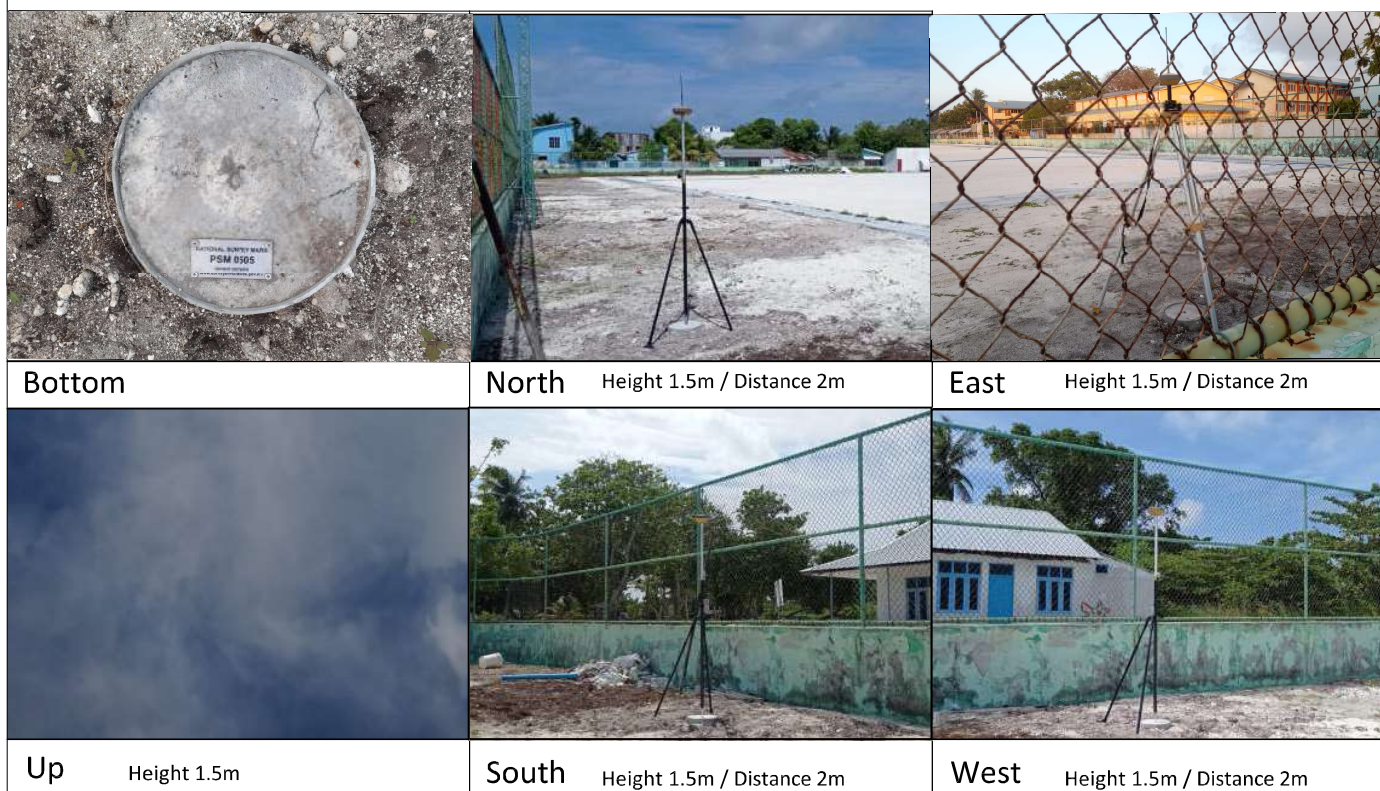 NATIONAL SURVEY MARK
PSM 050S
Bottom
North Height 1.5m / Distance 2m
East Height 1.5m / Distance 2m
Up Height 1.5m
South Height 1.5m / Distance 2m
West Height 1.5m / Distance 2m